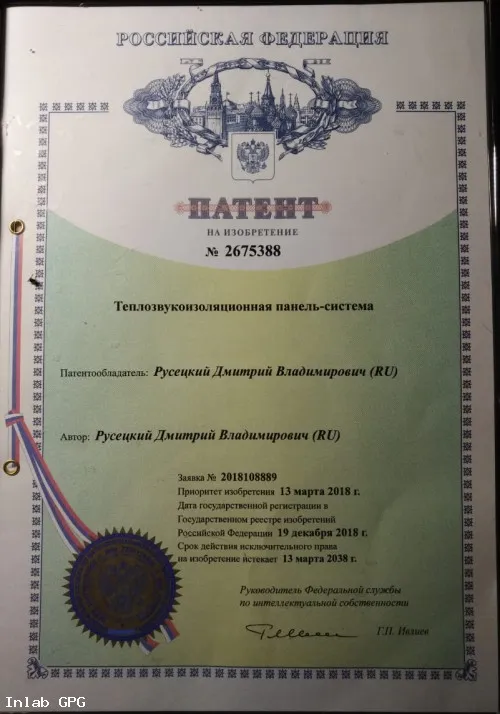 РОССИЙСКАЯ ФЕДЕРАЦИЯ
ПАТЕНТ
НА ИЗОБРЕТЕНИЕ
№ 2675388
Теплозвукоизоляционная панель-система
Патентообладатель: Русецкий Дмитрий Владимирович (RU)
Автор: Русецкий Дмитрий Владимирович (RU)
Заявка № 2018108889
Приоритет изобретения 13 марта 2018 г.
Дата государственной регистрации в
Государственном реестре изобретений
Российской Федерации 19 декабря 2018 г.
Срок действия исключительного права
на изобретение истекает 13 марта 2038 г.
Руководитель Федеральной службы
по интеллектуальной собственности
Г.П. Ивлиев
Inlab GPG